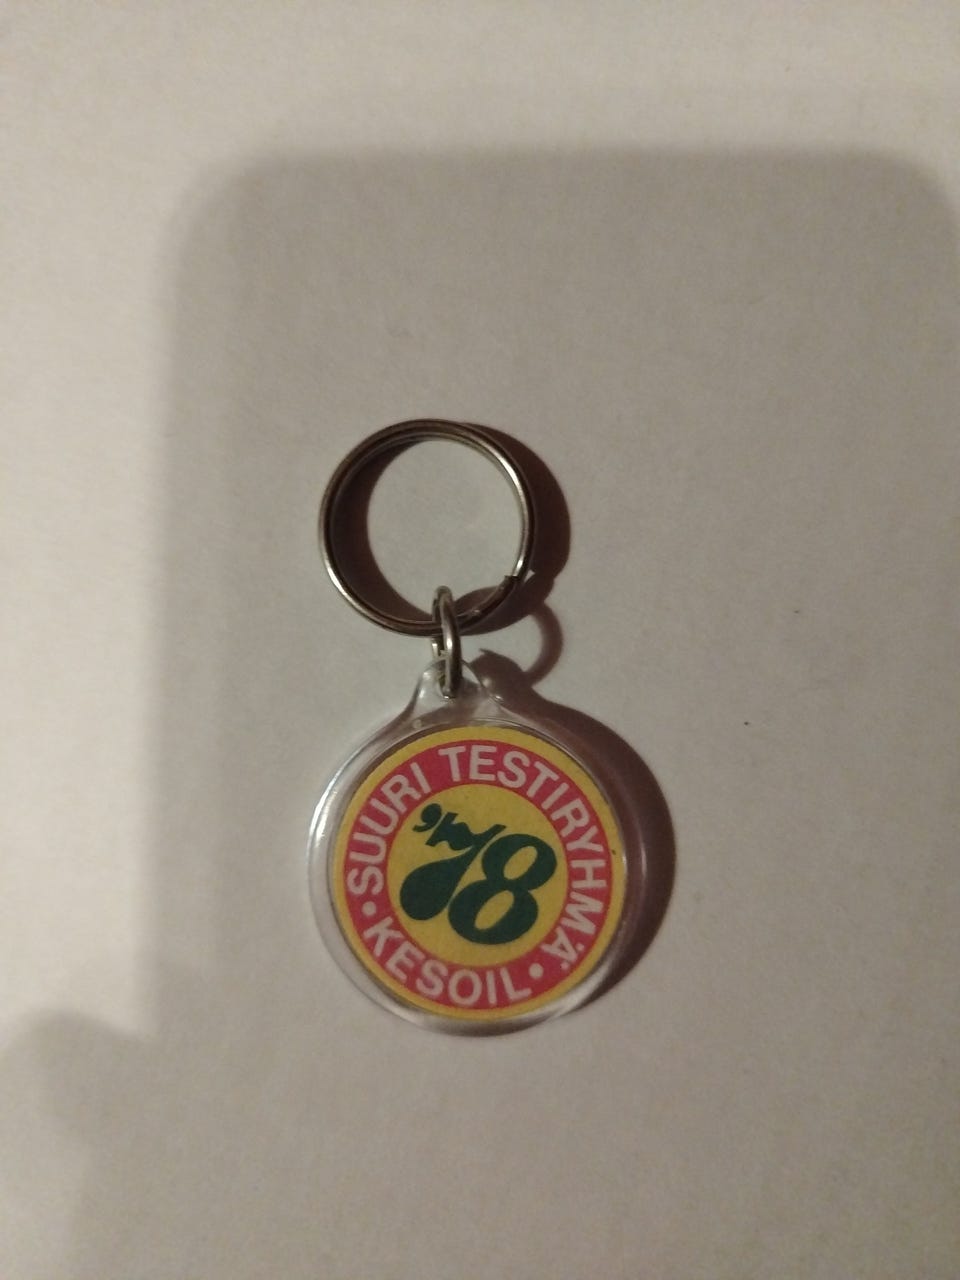 SUURI TESTIRYHMÄ
'78
• KESOIL •